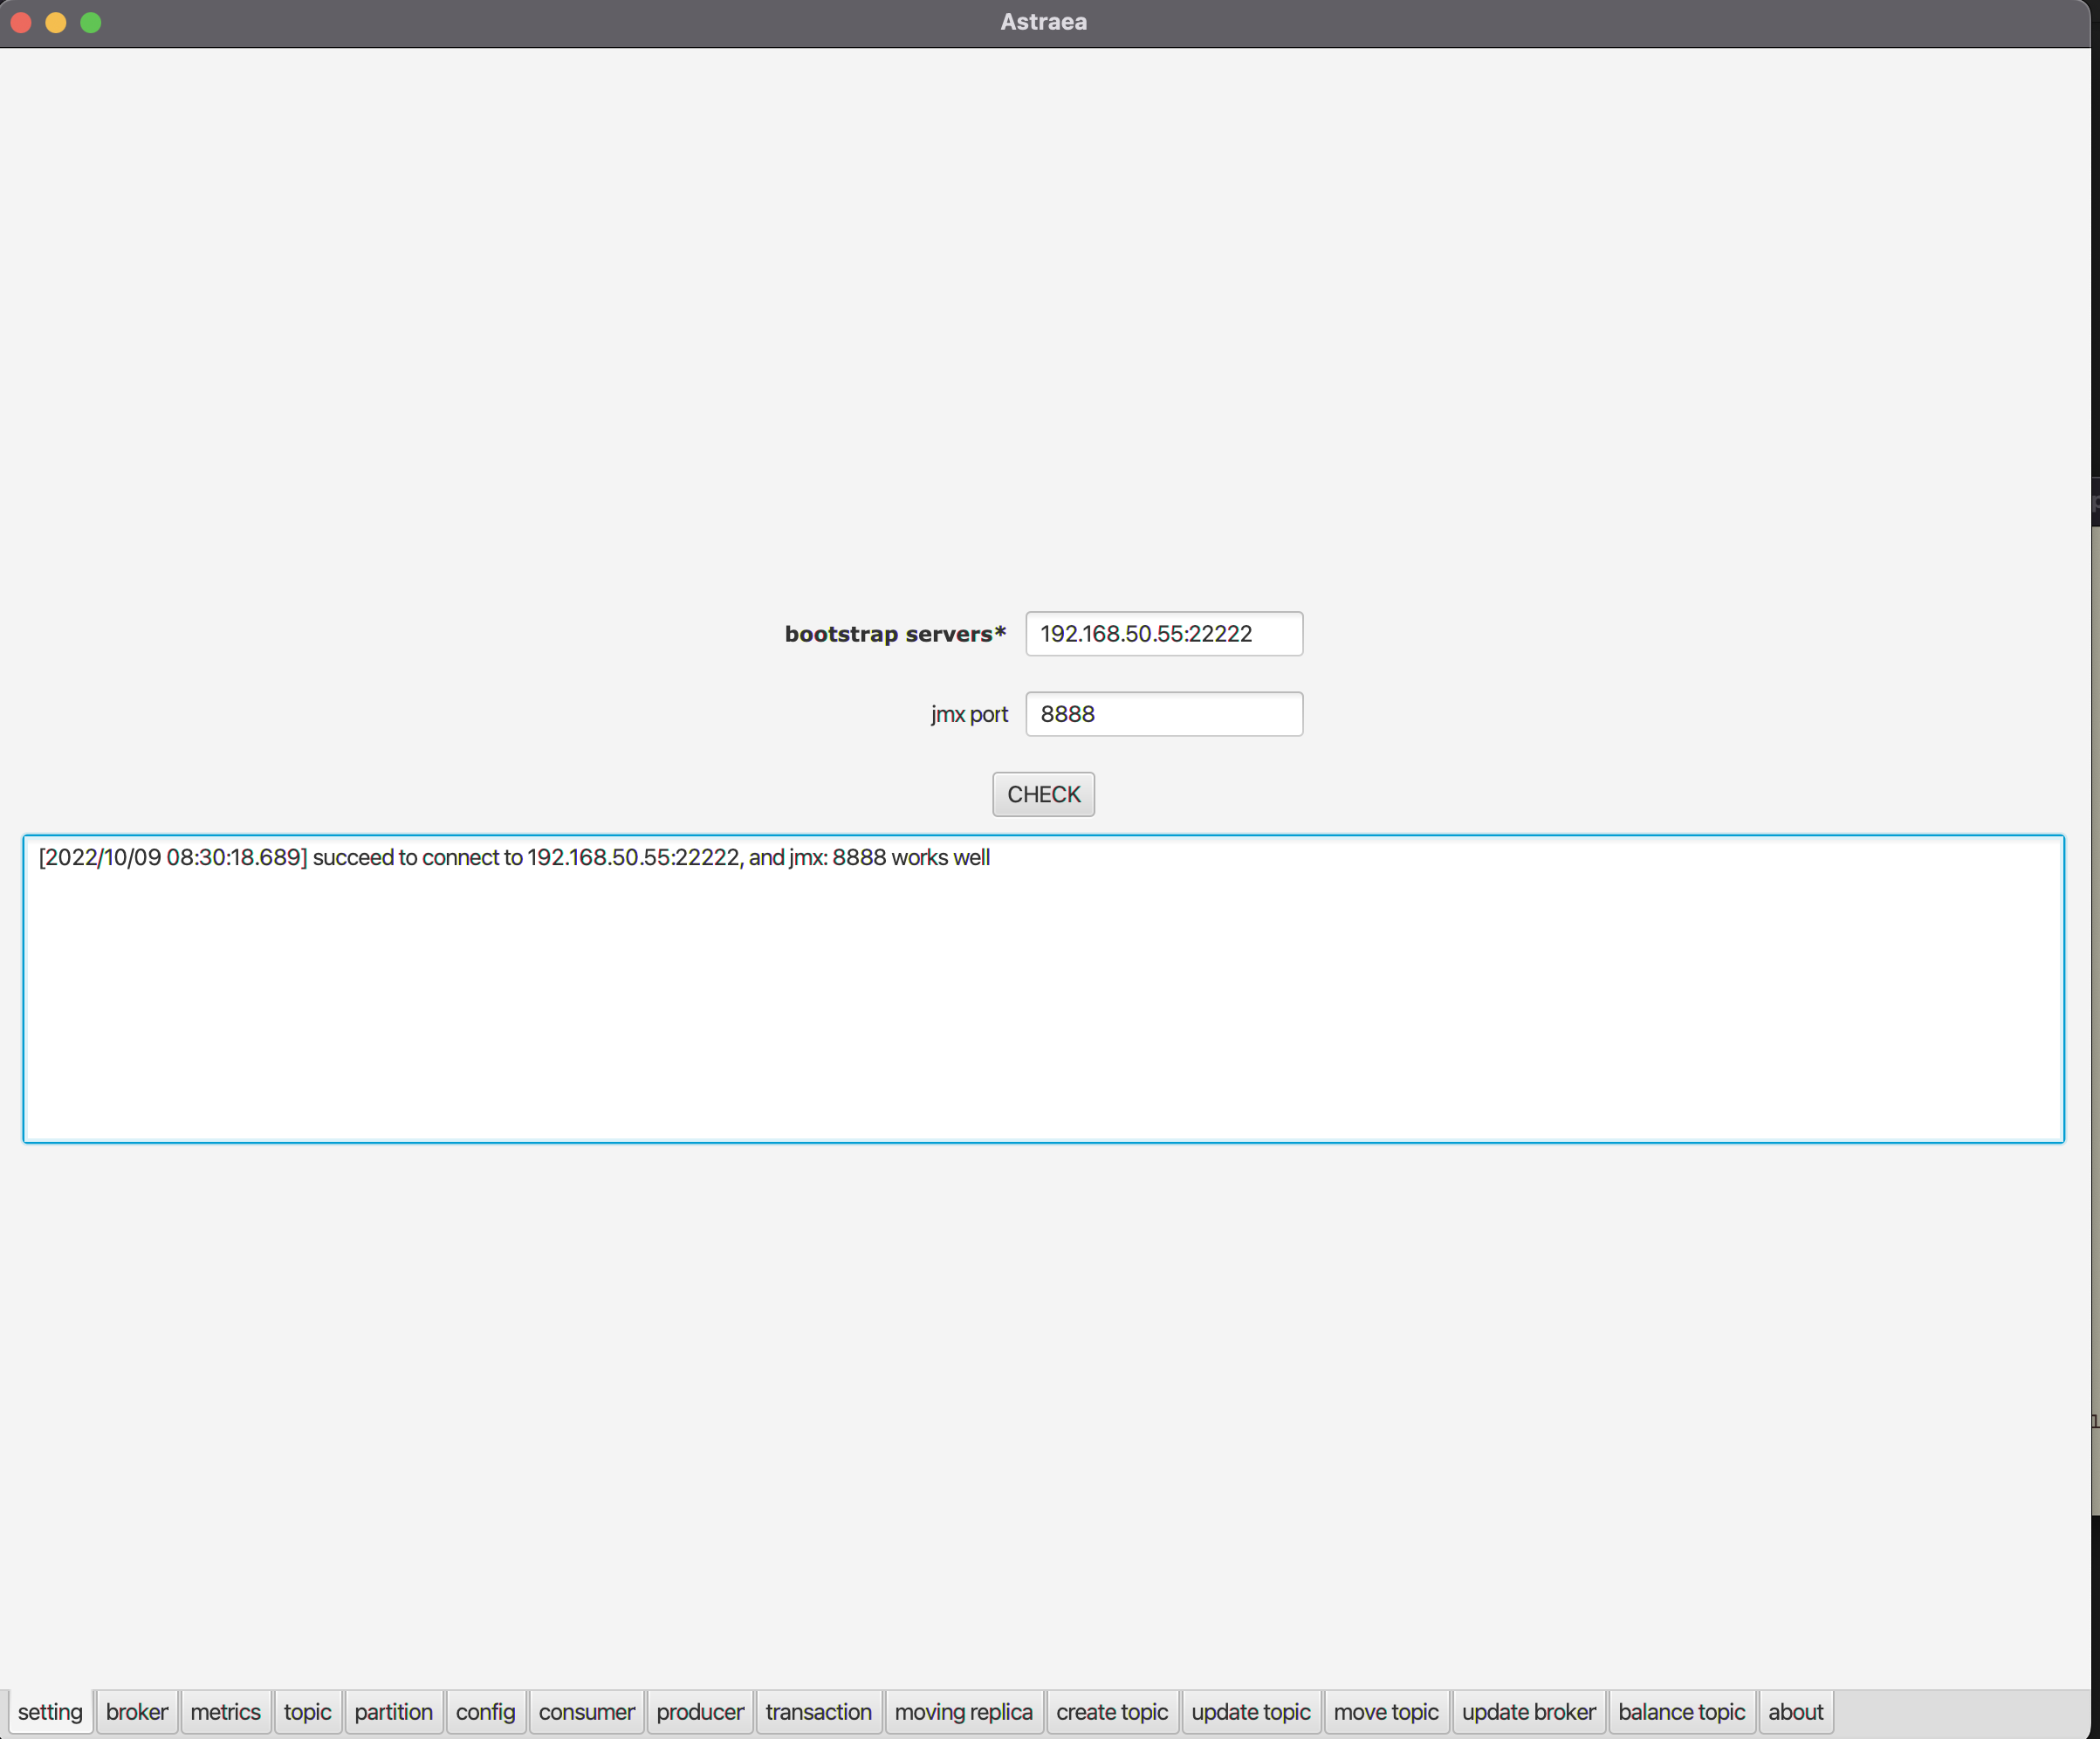 Astraea
bootstrap servers* 192.168.50.55:22222
jmx port 8888
CHECK
[2022/10/09 08:30:18.689] succeed to connect to 192.168.50.55:22222, and jmx: 8888 works well
setting broker metrics topic partition config consumer producer transaction moving replica create topic update topic move topic update broker balance topic about